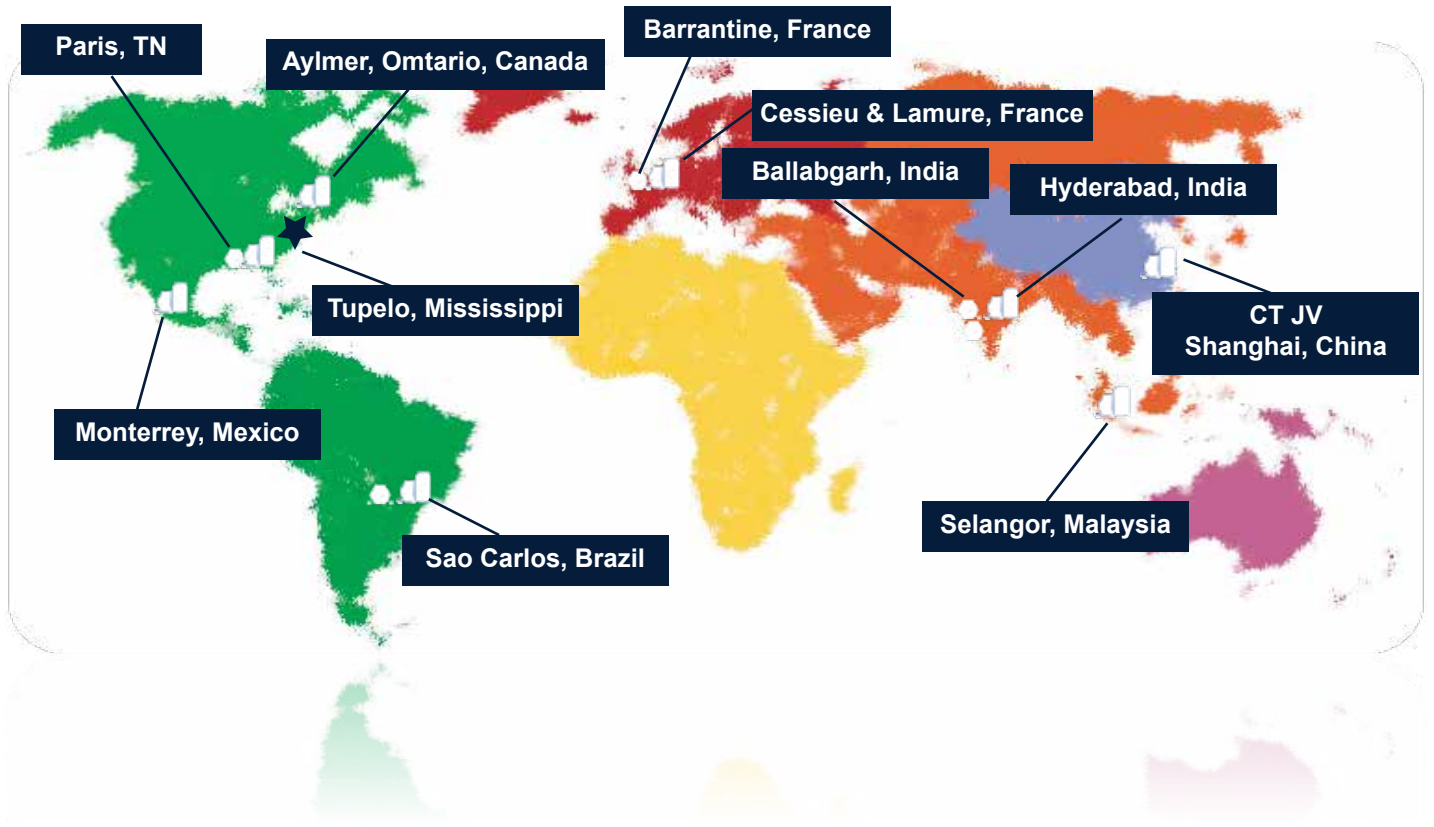 Paris, TN
Aylmer, Omtario, Canada
Barrantine, France
Cessieu & Lamure, France
Ballabgarh, India
Hyderabad, India
Tupelo, Mississippi
CT JV
Shanghai, China
Monterrey, Mexico
Selangor, Malaysia
Sao Carlos, Brazil